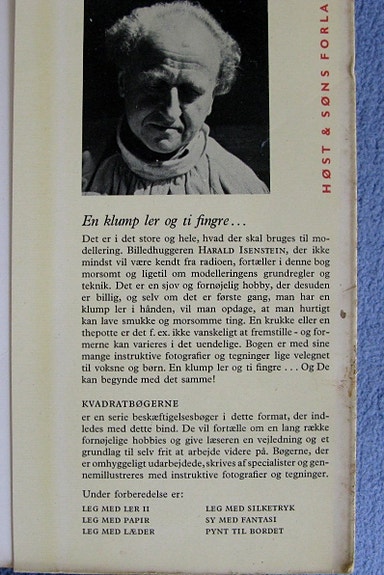 HØST & SØNS FORLA
En klump ler og ti fingre...
Det er i det store og hele, hvad der skal bruges til mo-
dellering. Billedhuggeren HARALD ISENSTEIN, der ikke
mindst vil være kendt fra radioen, fortæller i denne bog
morsomt og ligetil om modelleringens grundregler og
teknik. Det er en sjov og fornøjelig hobby, der desuden
er billig, og selv om det er første gang, man har en
klump ler i hånden, vil man opdage, at man hurtigt
kan lave smukke og morsomme ting. En krukke eller en
thepotte er det f. ex. ikke vanskeligt at fremstille - og for-
merne kan varieres i det uendelige. Bogen er med sine
mange instruktive fotografier og tegninger lige velegnet
til voksne og børn. En klump ler og ti fingre... Og De
kan begynde med det samme!
KVADRATBØGERNE
er en serie beskæftigelsesbøger i dette format, der ind-
ledes med dette bind. De vil fortælle om en lang række
fornøjelige hobbies og give læseren en vejledning og et
grundlag til selv frit at arbejde videre på. Bøgerne, der
er omhyggeligt udarbejdede, skrives af specialister og gen-
nemillustreres med instruktive fotografier og tegninger.
Under forberedelse er:
LEG MED LER II LEG MED SILKETRYK
LEG MED PAPIR SY MED FANTASI
LEG MED LÆDER PYNT TIL BORDET